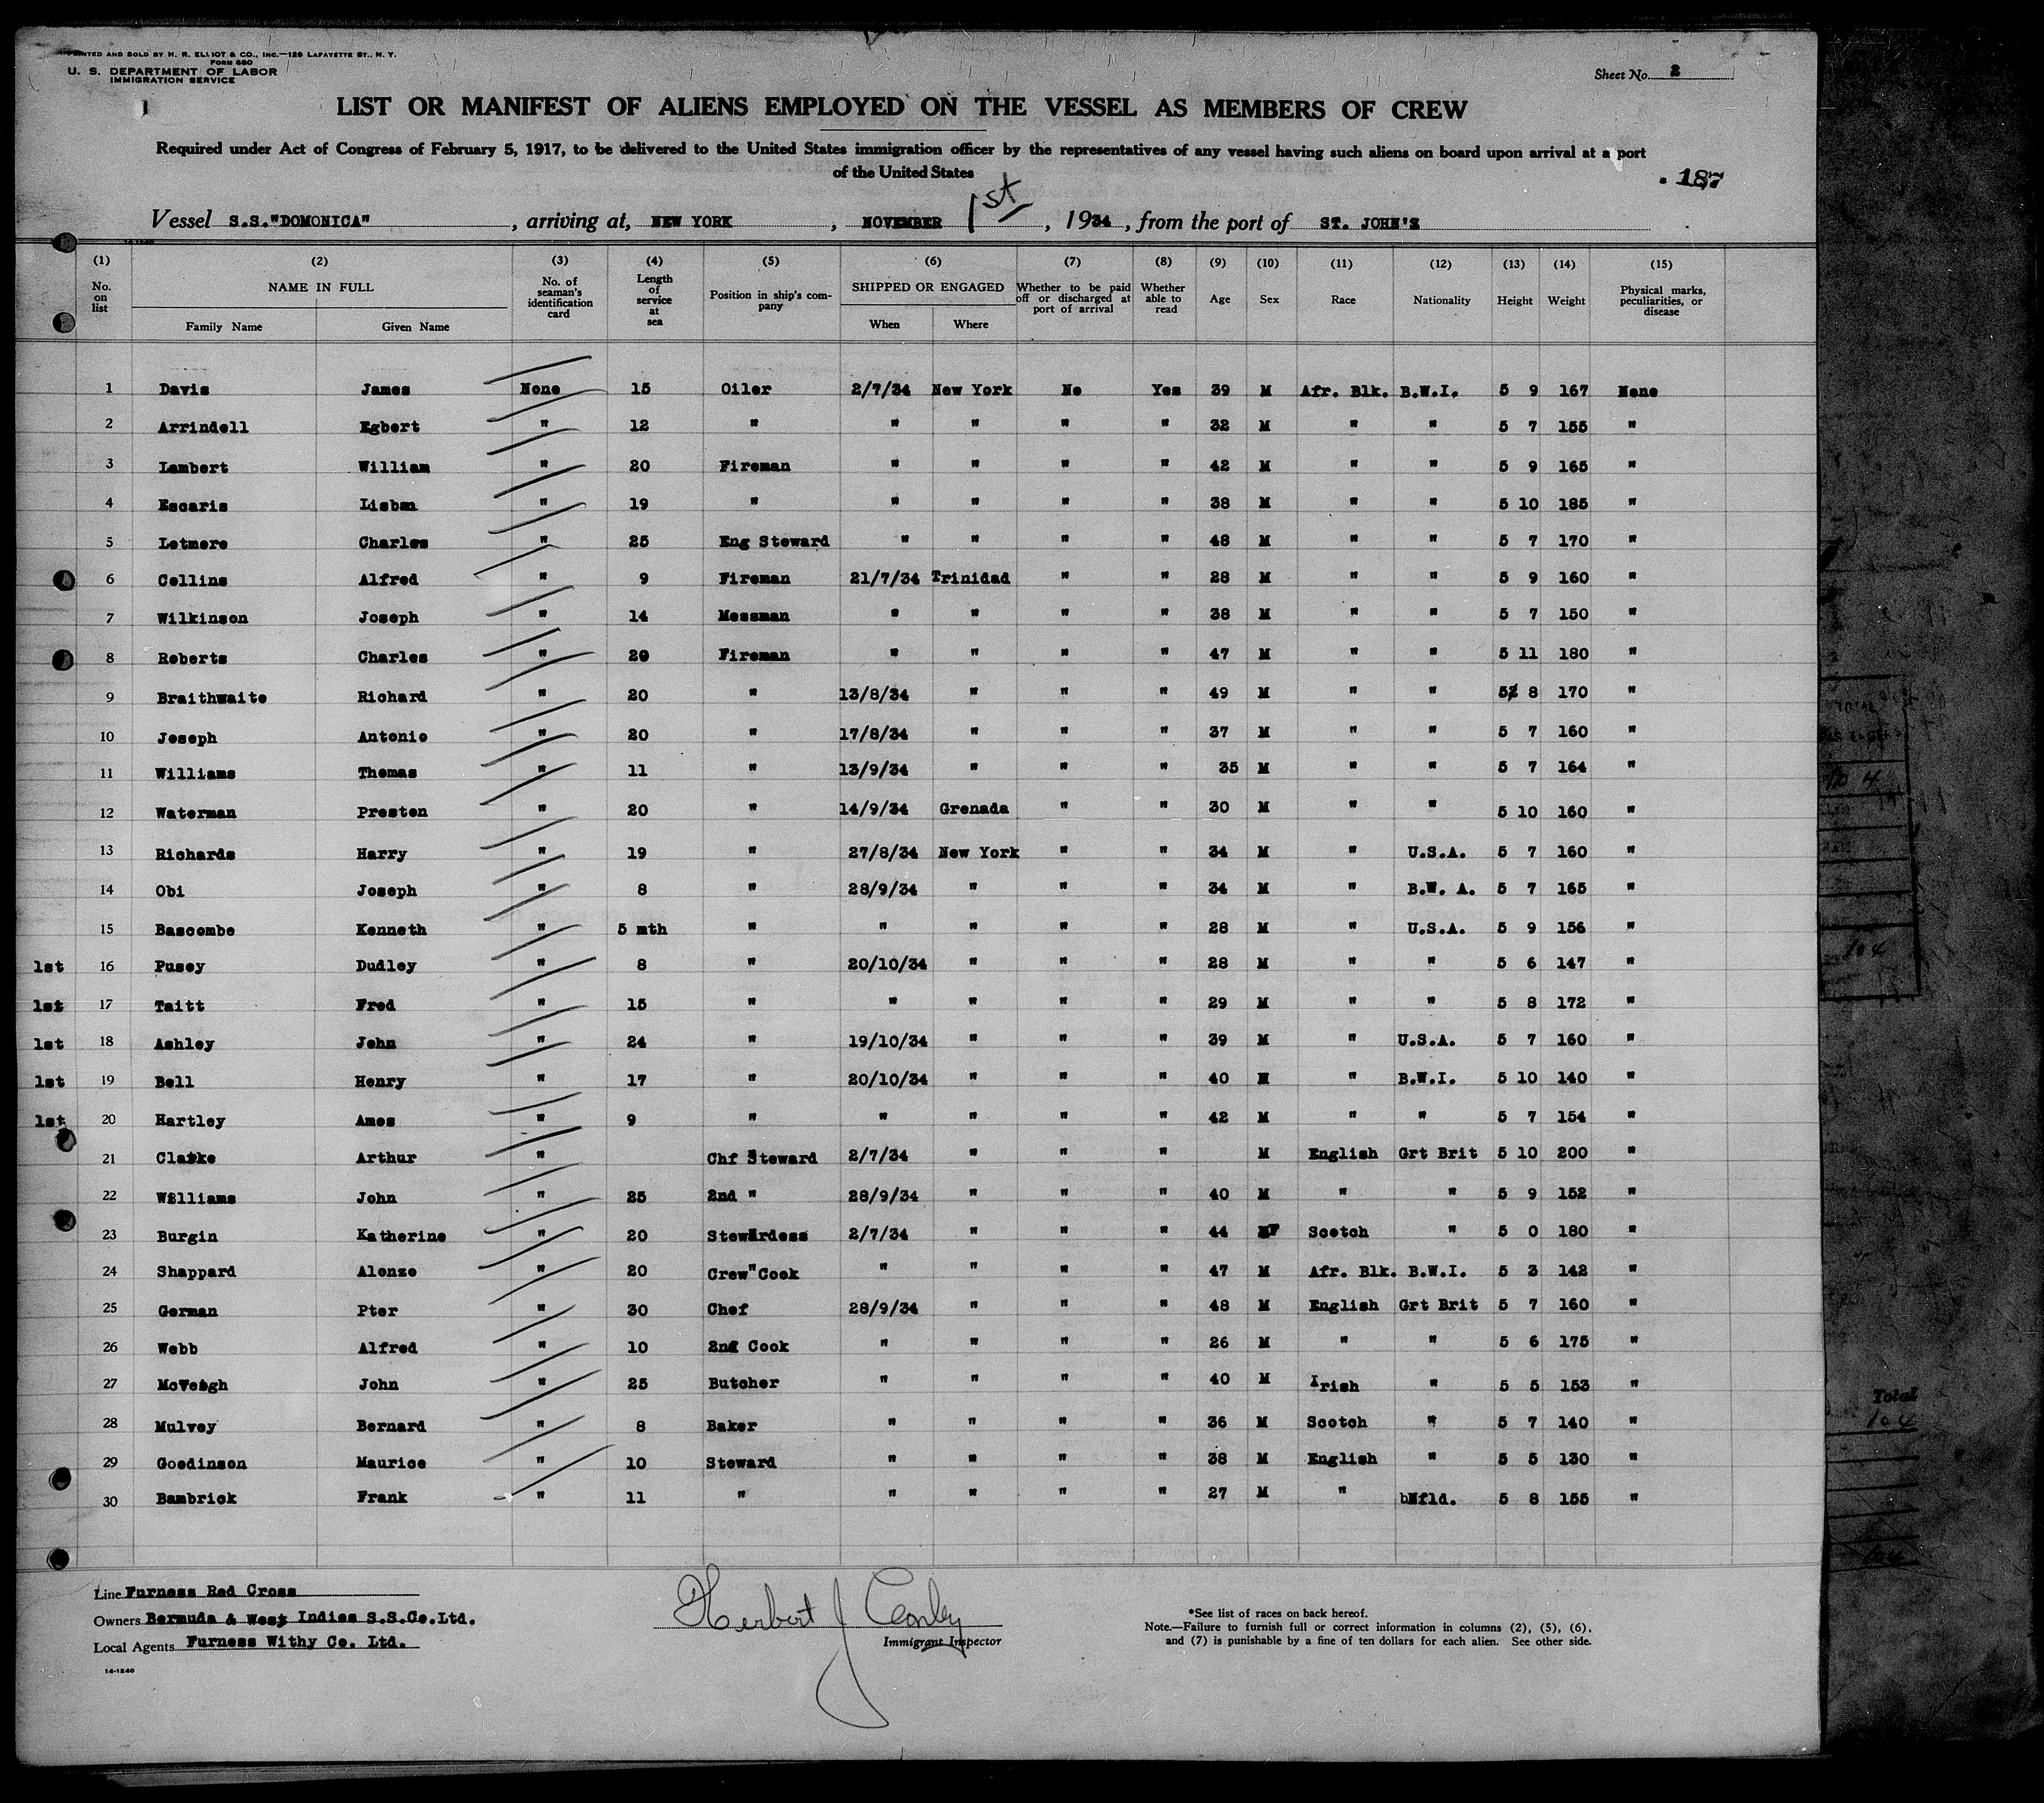 PRINTED AND SOLD BY H. R. ELLIOT & CO., INC.—129 LAFAYETTE ST., N. Y.
FORM 680
U. S. DEPARTMENT OF LABOR
IMMIGRATION SERVICE
Sheet No. 2
LIST OR MANIFEST OF ALIENS EMPLOYED ON THE VESSEL AS MEMBERS OF CREW
Required under Act of Congress of February 5, 1917, to be delivered to the United States immigration officer by the representatives of any vessel having such aliens on board upon arrival at a port
of the United States
187
Vessel S.S."DOMONICA", arriving at, NEW YORK, NOVEMBER 1st, 1934, from the port of ST. JOHN'S
14-1240
(1) (2) (3) (4) (5) (6) (7) (8) (9) (10) (11) (12) (13) (14) (15)
No. on list NAME IN FULL No. of seaman's identification card Length of service at sea Position in ship's company SHIPPED OR ENGAGED Whether to be paid off or discharged at port of arrival Whether able to read Age Sex Race Nationality Height Weight Physical marks, peculiarities, or disease
Family Name Given Name When Where
1 Davis James None 15 Oiler 2/7/34 New York No Yes 39 M Afr. Blk. B.W.I. 5 9 167 None
2 Arrindell Egbert " 12 " " " " " 32 M " " 5 7 155 "
3 Lambert William " 20 Fireman " " " " 42 M " " 5 9 165 "
4 Escaris Lisban " 19 " " " " " 38 M " " 5 10 185 "
5 Letmere Charles " 25 Eng Steward " " " " 48 M " " 5 7 170 "
6 Collins Alfred " 9 Fireman 21/7/34 Trinidad " " 28 M " " 5 9 160 "
7 Wilkinson Joseph " 14 Messman " " " " 38 M " " 5 7 150 "
8 Roberts Charles " 20 Fireman " " " " 47 M " " 5 11 180 "
9 Braithwaite Richard " 20 " 13/8/34 " " " 49 M " " 5 8 170 "
10 Joseph Antonio " 20 " 17/8/34 " " " 37 M " " 5 7 160 "
11 Williams Thomas " 11 " 13/9/34 " " " 35 M " " 5 7 164 "
12 Waterman Preston " 20 " 14/9/34 Grenada " " 30 M " " 5 10 160 "
13 Richards Harry " 19 " 27/8/34 New York " " 34 M " U.S.A. 5 7 160 "
14 Obi Joseph " 8 " 28/9/34 " " " 34 M " B.W. A. 5 7 165 "
15 Bascombe Kenneth " 5 mth " " " " " 28 M " U.S.A. 5 9 156 "
1st 16 Pusey Dudley " 8 " 20/10/34 " " " 28 M " " 5 6 147 "
1st 17 Taitt Fred " 15 " " " " " 29 M " " 5 8 172 "
1st 18 Ashley John " 24 " 19/10/34 " " " 39 M " U.S.A. 5 7 160 "
1st 19 Bell Henry " 17 " 20/10/34 " " " 40 M " B.W.I. 5 10 140 "
1st 20 Hartley Amos " 9 " " " " " 42 M " " 5 7 154 "
21 Clarke Arthur " Chf Steward 2/7/34 " " " M English Grt Brit 5 10 200 "
22 Williams John " 25 2nd " 28/9/34 " " " 40 M " " 5 9 152 "
23 Burgin Katherine " 20 Stewardess 2/7/34 " " " 44 F Scotch " 5 0 180 "
24 Shappard Alonzo " 20 Crew Cook " " " " 47 M Afr. Blk. B.W.I. 5 3 142 "
25 German Pter " 30 Chef 28/9/34 " " " 48 M English Grt Brit 5 7 160 "
26 Webb Alfred " 10 2nd Cook " " " " 26 M " " 5 6 175 "
27 McVeigh John " 25 Butcher " " " " 40 M Irish " 5 5 153 "
28 Mulvey Bernard " 8 Baker " " " " 36 M Scotch " 5 7 140 "
29 Goodinson Maurice " 10 Steward " " " " 38 M English " 5 5 130 "
30 Bambrick Frank " 11 " " " " " 27 M " Nfld. 5 8 155 "
Line Furness Red Cross
Owners Bermuda & West Indies S.S.Co.Ltd.
Local Agents Furness Withy Co. Ltd.
14-1240
Herbert J Conley
Immigrant Inspector
*See list of races on back hereof.
Note.—Failure to furnish full or correct information in columns (2), (5), (6),
and (7) is punishable by a fine of ten dollars for each alien. See other side.
104
Total
104